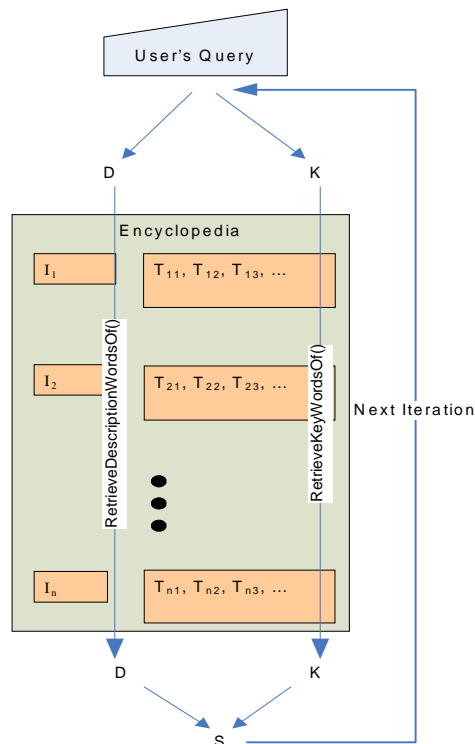 User's Query
D K
Encyclopedia
I₁ T₁₁, T₁₂, T₁₃, ...
I₂ T₂₁, T₂₂, T₂₃, ...
RetrieveDescriptionWordsOf()
RetrieveKeyWordsOf()
Next Iteration
Iₙ Tₙ₁, Tₙ₂, Tₙ₃, ...
D K
S